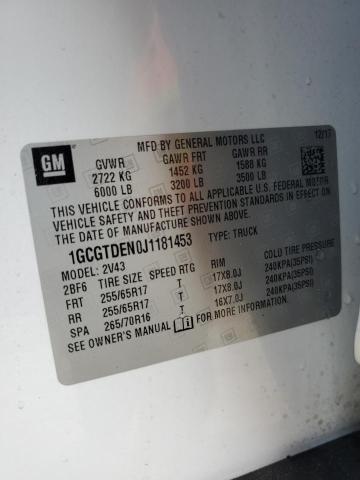 GM
MFD BY GENERAL MOTORS LLC 12/17
GVWR GAWR FRT GAWR RR
2722 KG 1452 KG 1588 KG
6000 LB 3200 LB 3500 LB
THIS VEHICLE CONFORMS TO ALL APPLICABLE U.S. FEDERAL MOTOR
VEHICLE SAFETY AND THEFT PREVENTION STANDARDS IN EFFECT ON
THE DATE OF MANUFACTURE SHOWN ABOVE.
1GCGTDEN0J1181453 TYPE: TRUCK
MODEL: 2V43
2BF6 TIRE SIZE SPEED RTG RIM
FRT 255/65R17 S 17X8.0J 240KPA(35PSI)
RR 255/65R17 S 17X8.0J 240KPA(35PSI)
SPA 265/70R16 16X7.0J 240KPA(35PSI)
SEE OWNER'S MANUAL FOR MORE INFORMATION.